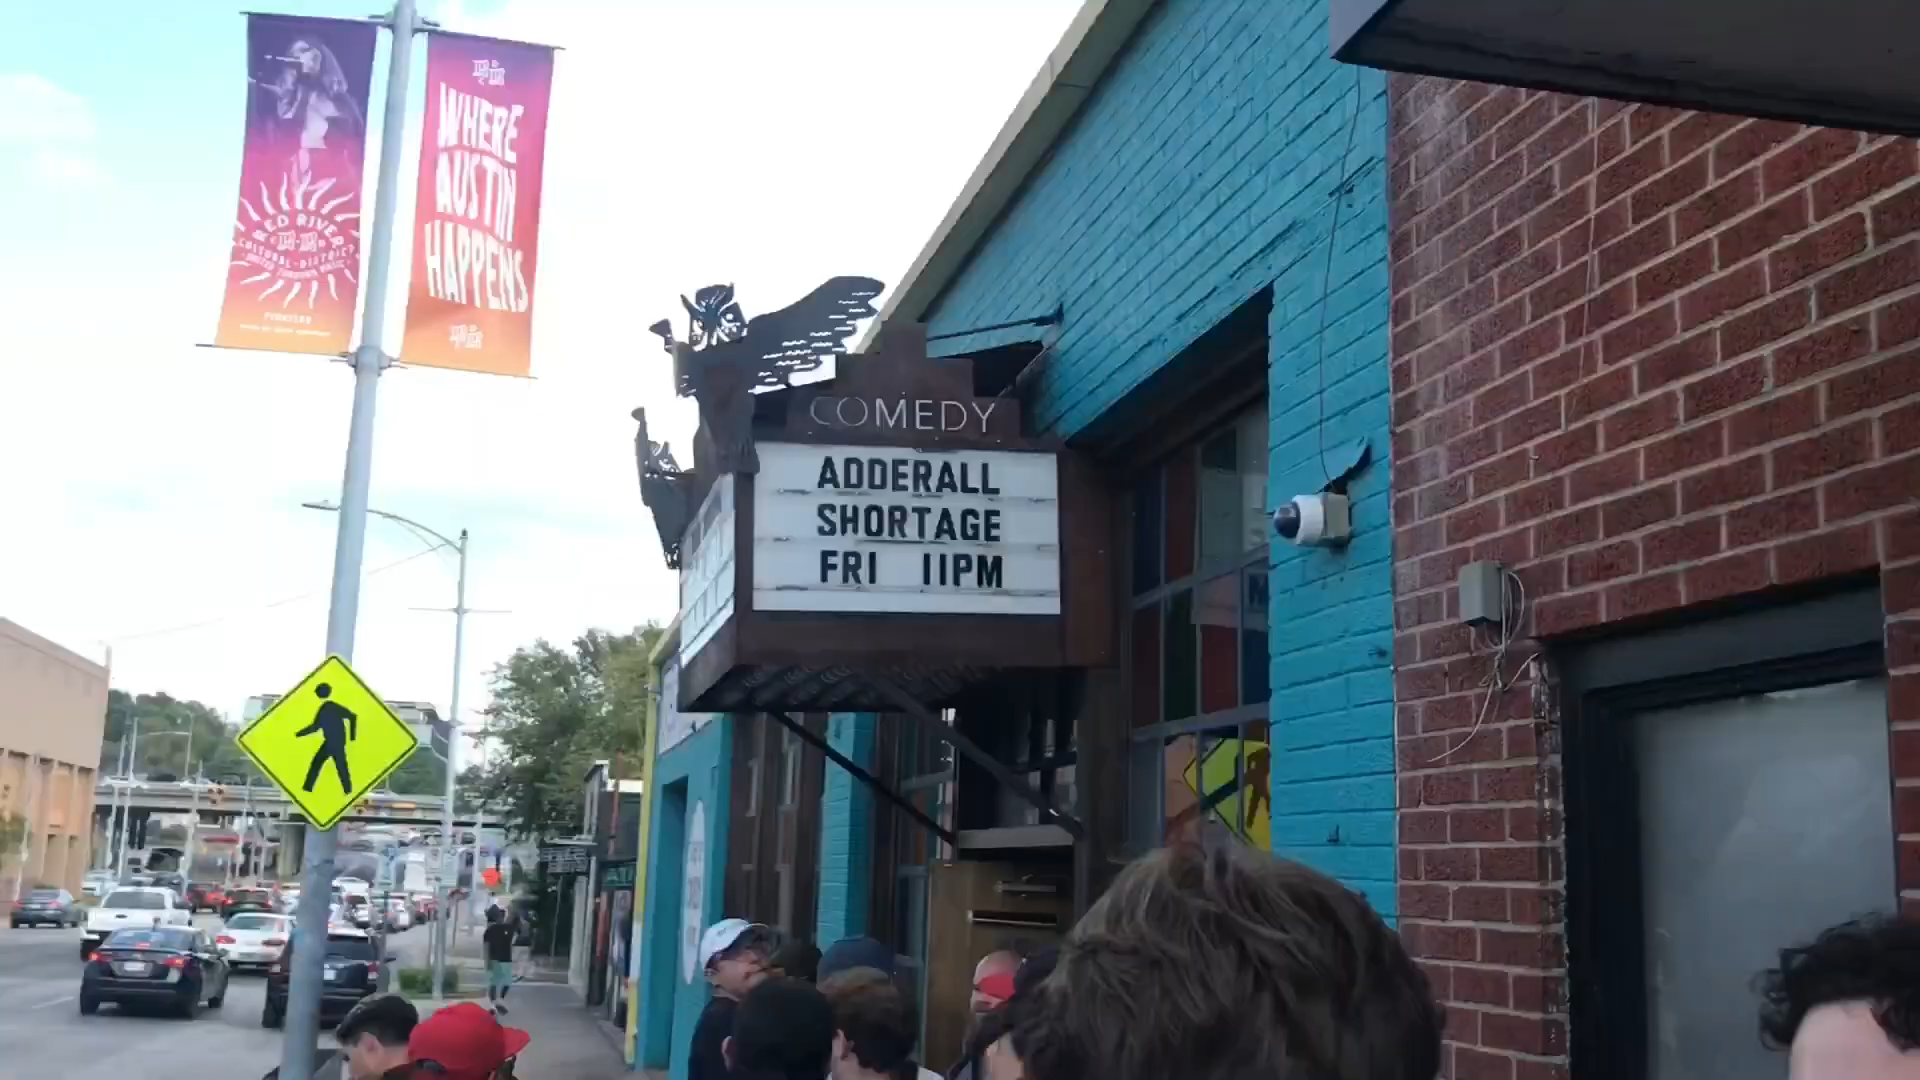 WHERE
AUSTIN
HAPPENS
RED RIVER
CULTURAL DISTRICT
COMEDY
ADDERALL
SHORTAGE
FRI 11PM